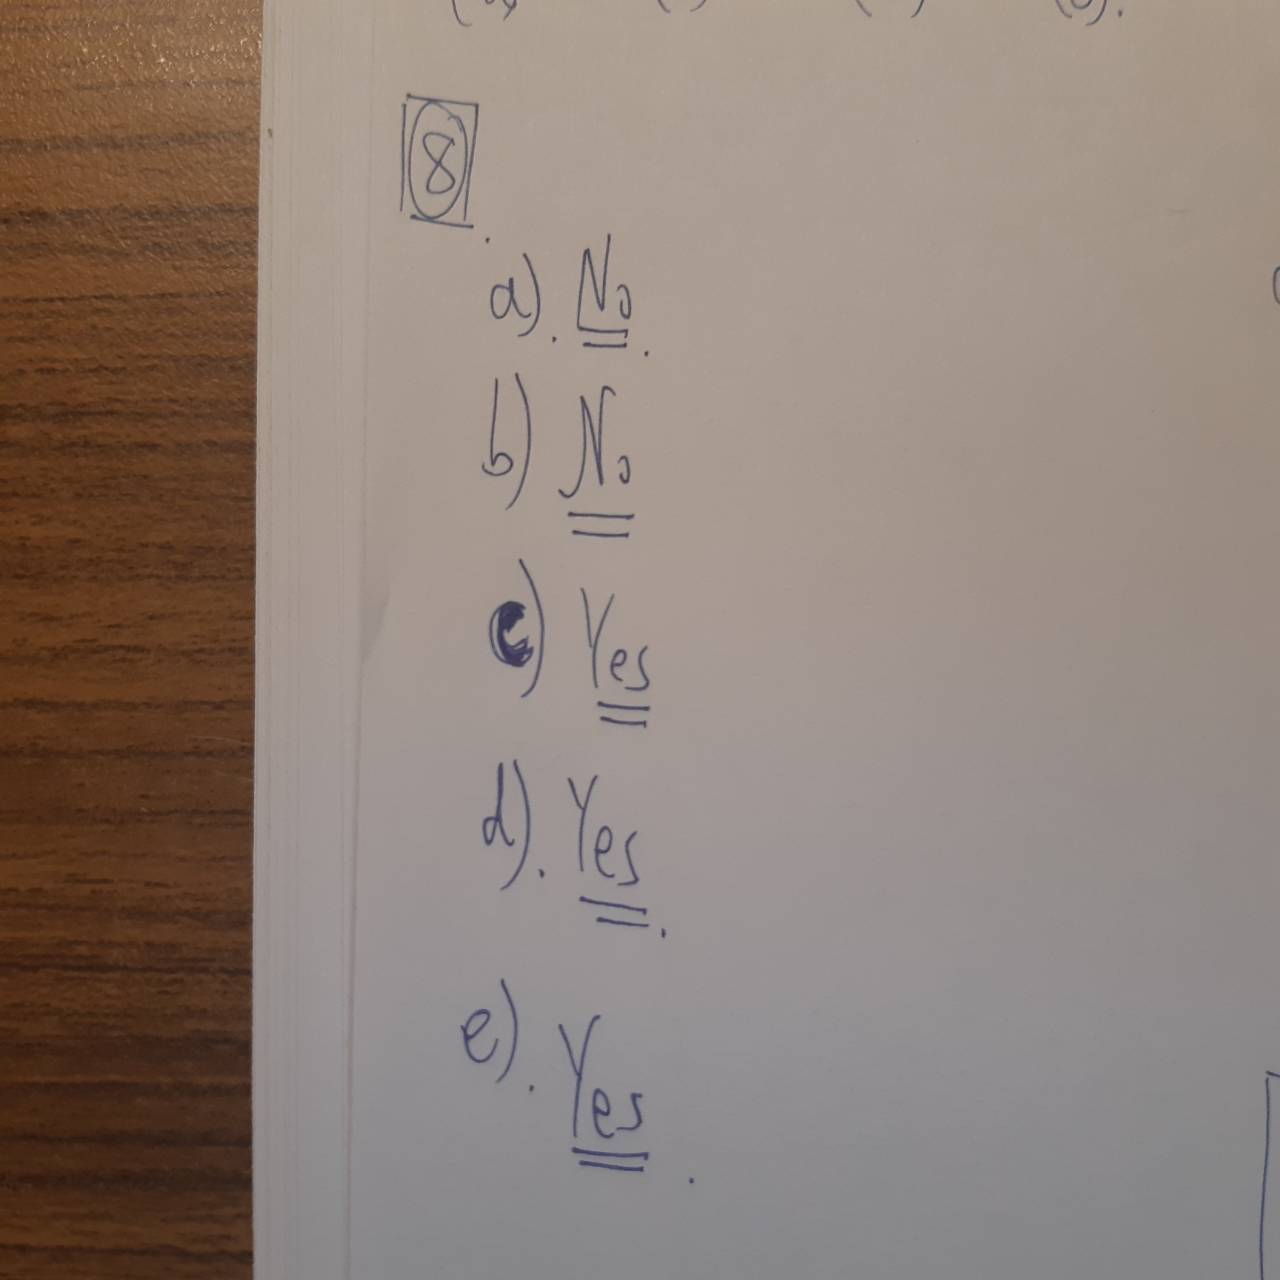 8.
a). No.
b) No
c) Yes
d). Yes.
e). Yes.